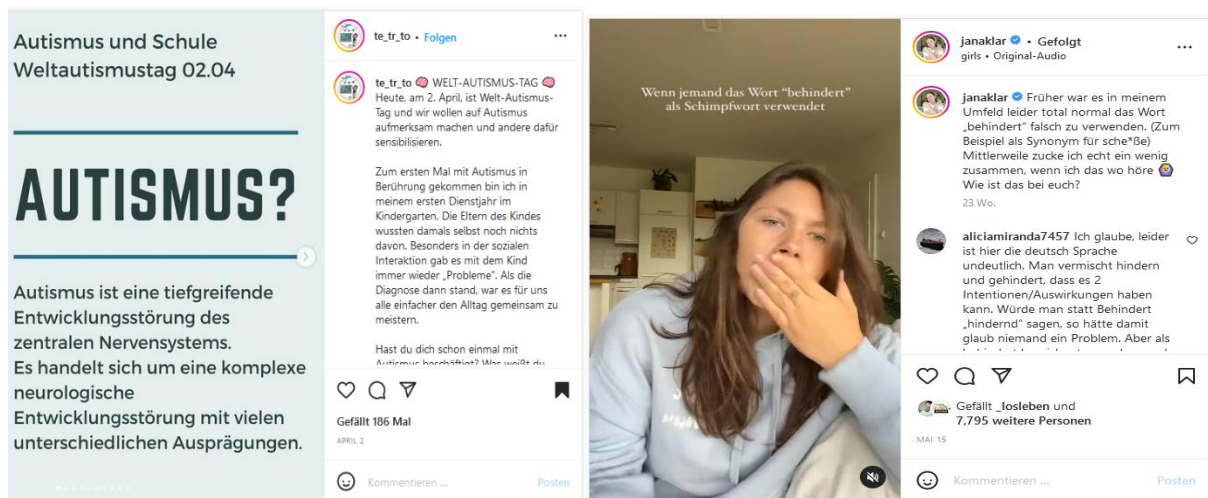 Autismus und Schule
Weltautismustag 02.04
AUTISMUS?
Autismus ist eine tiefgreifende
Entwicklungsstörung des
zentralen Nervensystems.
Es handelt sich um eine komplexe
neurologische
Entwicklungsstörung mit vielen
unterschiedlichen Ausprägungen.
te_tr_to • Folgen
te_tr_to 🧠 WELT-AUTISMUS-TAG 🧠
Heute, am 2. April, ist Welt-Autismus-
Tag und wir wollen auf Autismus
aufmerksam machen und andere dafür
sensibilisieren.
Zum ersten Mal mit Autismus in
Berührung gekommen bin ich in
meinem ersten Dienstjahr im
Kindergarten. Die Eltern des Kindes
wussten damals selbst noch nichts
davon. Besonders in der sozialen
Interaktion gab es mit dem Kind
immer wieder „Probleme". Als die
Diagnose dann stand, war es für uns
alle einfacher den Alltag gemeinsam zu
meistern.
Hast du dich schon einmal mit
Autismus beschäftigt? Was weißt du
Gefällt 186 Mal
APRIL 2
Kommentieren ...
Posten
Wenn jemand das Wort "behindert"
als Schimpfwort verwendet
janaklar • Gefolgt
girls • Original-Audio
janaklar Früher war es in meinem
Umfeld leider total normal das Wort
„behindert" falsch zu verwenden. (Zum
Beispiel als Synonym für sche*ße)
Mittlerweile zucke ich echt ein wenig
zusammen, wenn ich das wo höre 🙆
Wie ist das bei euch?
23 Wo.
aliciamiranda7457 Ich glaube, leider
ist hier die deutsch Sprache
undeutlich. Man vermischt hindern
und gehindert, dass es 2
Intentionen/Auswirkungen haben
kann. Würde man statt Behindert
„hindernd" sagen, so hätte damit
glaub niemand ein Problem. Aber als
Gefällt _losleben und
7,795 weitere Personen
MAI 15
Kommentieren ...
Posten